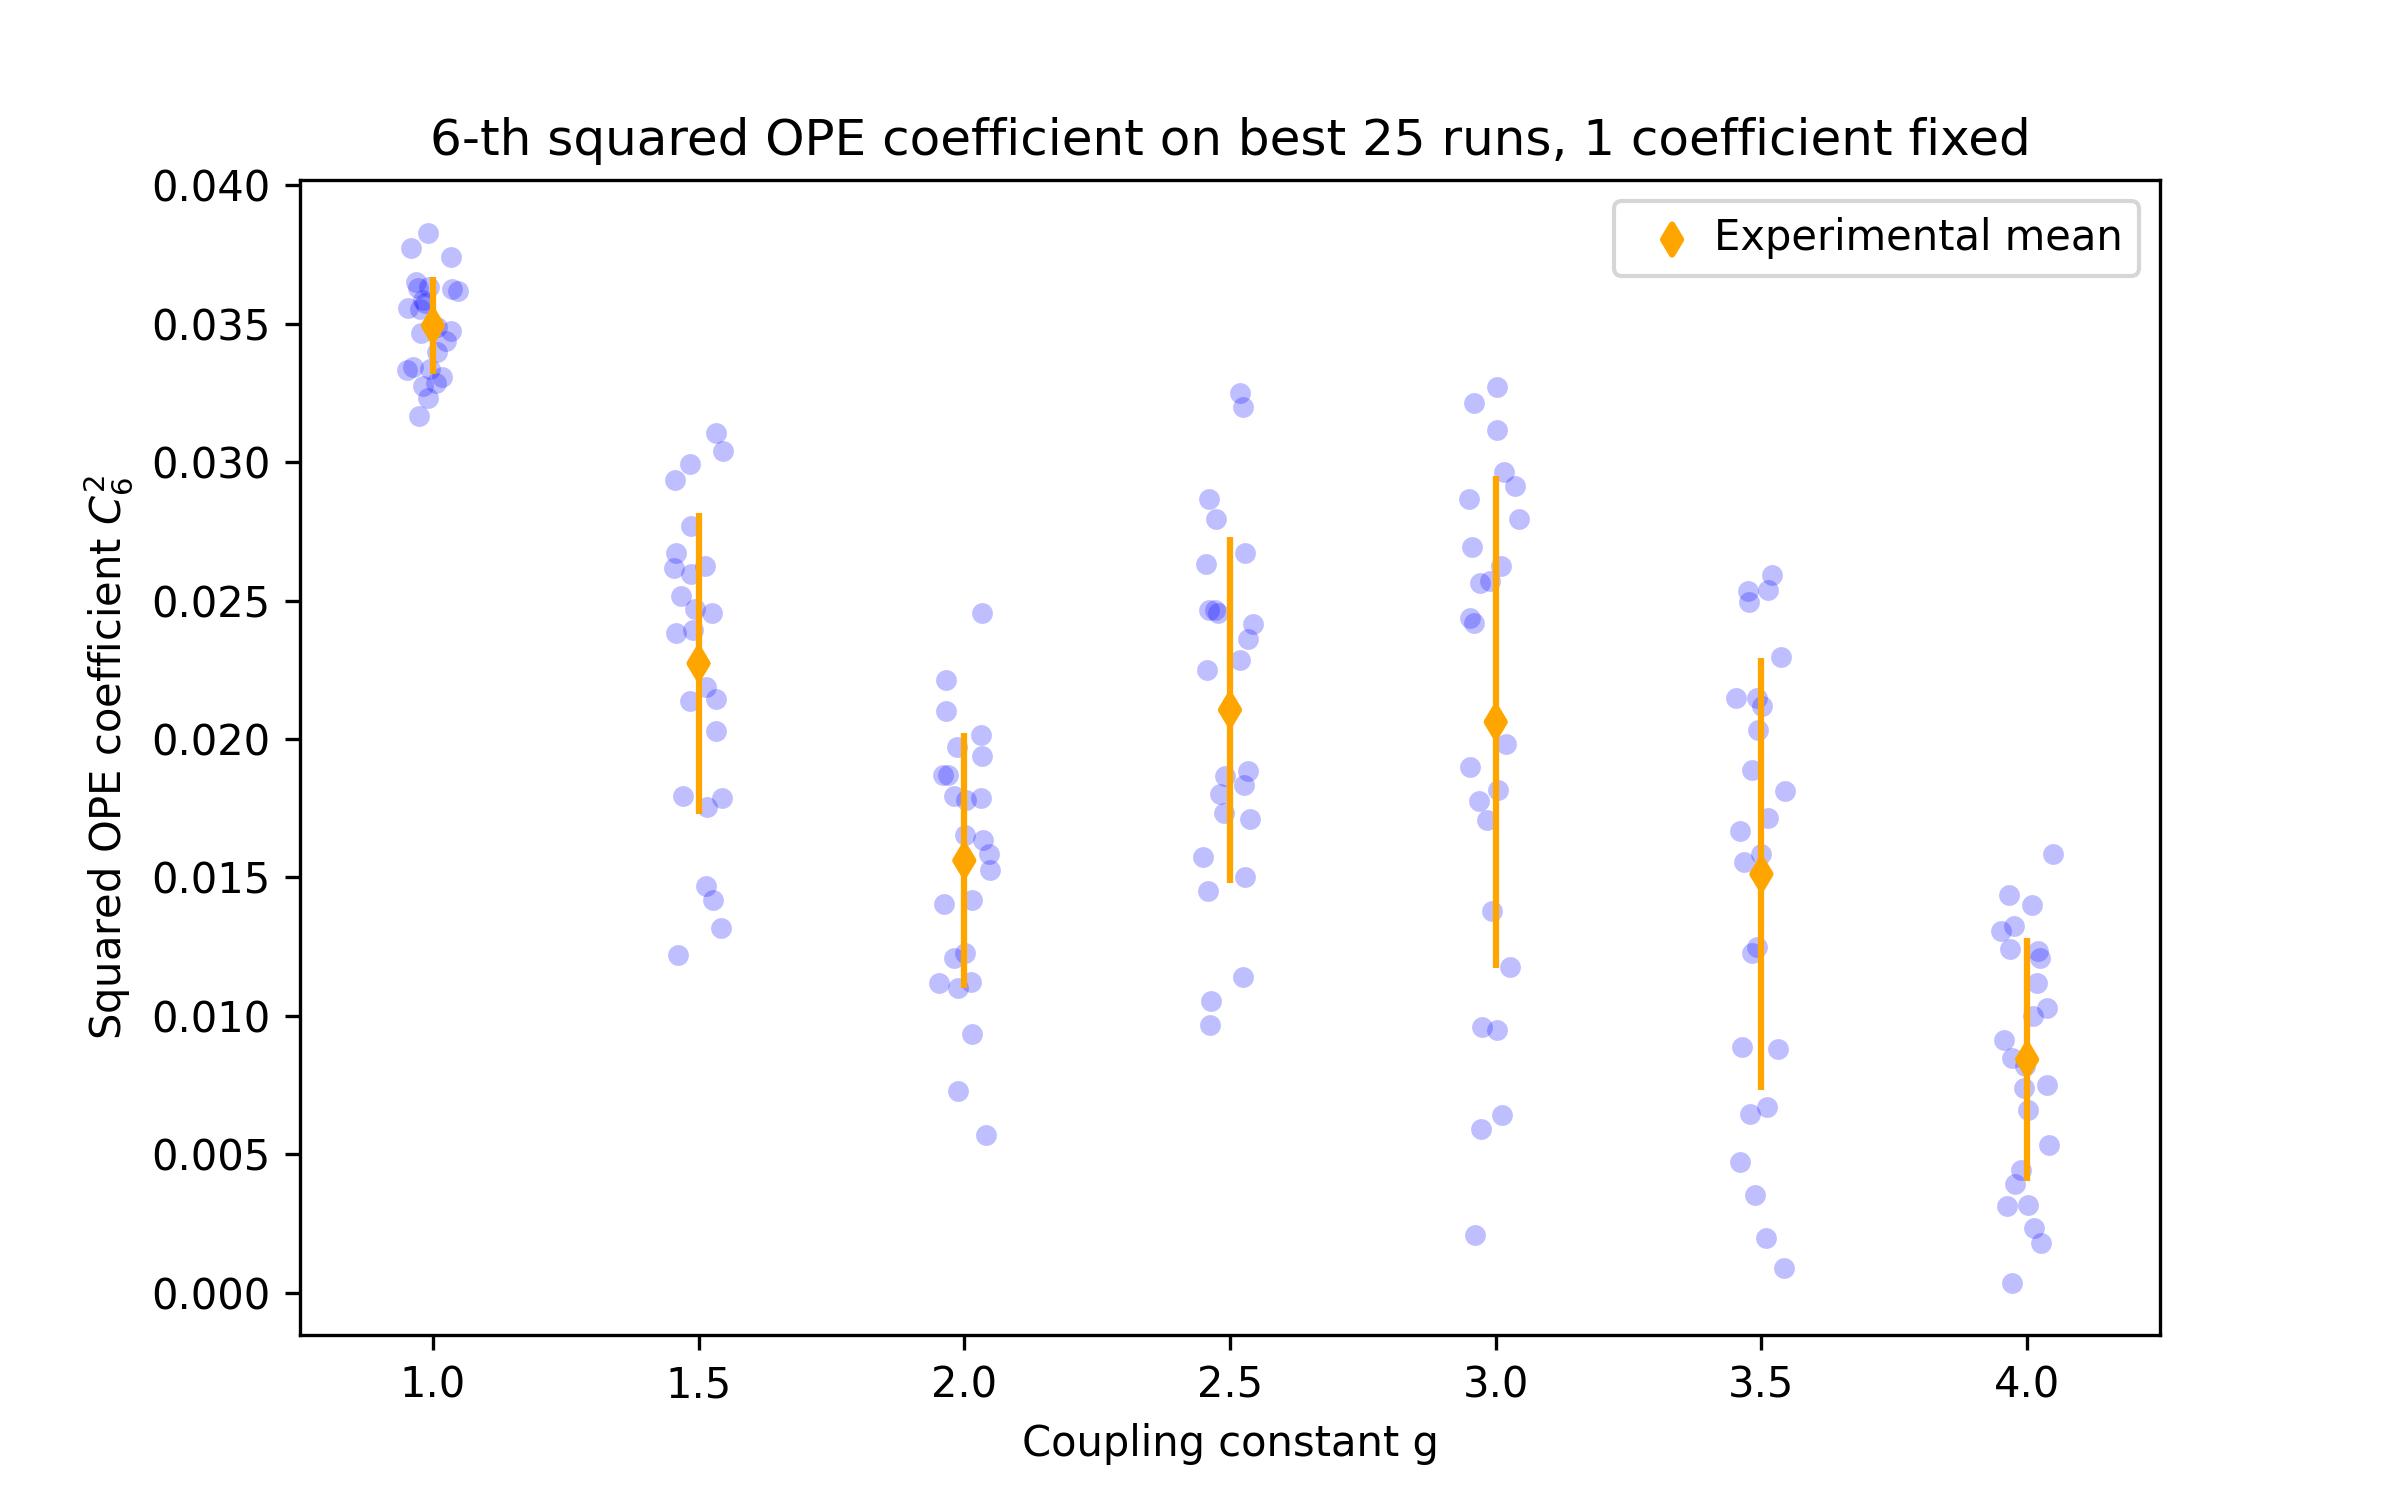 6-th squared OPE coefficient on best 25 runs, 1 coefficient fixed
Experimental mean
Squared OPE coefficient $C_6^2$
0.040
0.035
0.030
0.025
0.020
0.015
0.010
0.005
0.000
1.0 1.5 2.0 2.5 3.0 3.5 4.0
Coupling constant g